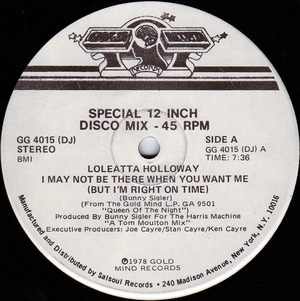 GOLD MIND
RECORDS
SPECIAL 12 INCH
DISCO MIX - 45 RPM
GG 4015 (DJ)
STEREO
BMI
SIDE A
GG 4015 (DJ) A
TIME: 7:36
LOLEATTA HOLLOWAY
I MAY NOT BE THERE WHEN YOU WANT ME
(BUT I'M RIGHT ON TIME)
(Bunny Sigler)
(From The Gold Mind L.P. GA 9501)
"Queen Of The Night")
Produced By Bunny Sigler For The Harris Machine
"A Tom Moulton Mix"
Executive Producers: Joe Cayre/Stan Cayre/Ken Cayre
Manufactured and Distributed by Salsoul Records • 240 Madison Avenue, New York, N.Y. 10016
℗1978 GOLD
MIND RECORDS